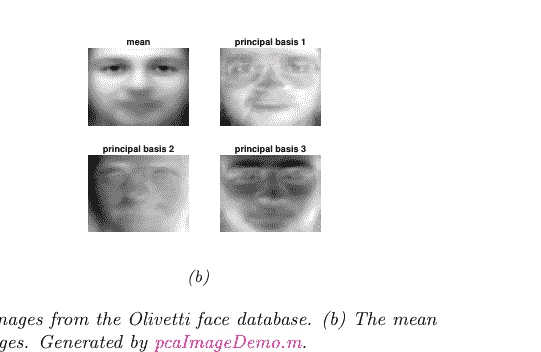 mean principal basis 1
principal basis 2 principal basis 3
(b)
mages from the Olivetti face database. (b) The mean
ges. Generated by pcaImageDemo.m.